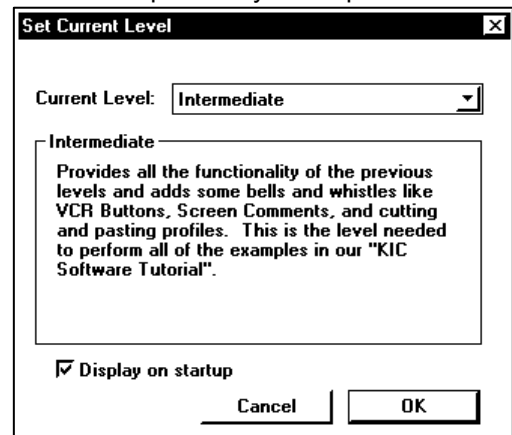 Set Current Level
Current Level: Intermediate
Intermediate
Provides all the functionality of the previous
levels and adds some bells and whistles like
VCR Buttons, Screen Comments, and cutting
and pasting profiles. This is the level needed
to perform all of the examples in our "KIC
Software Tutorial".
Display on startup
Cancel OK